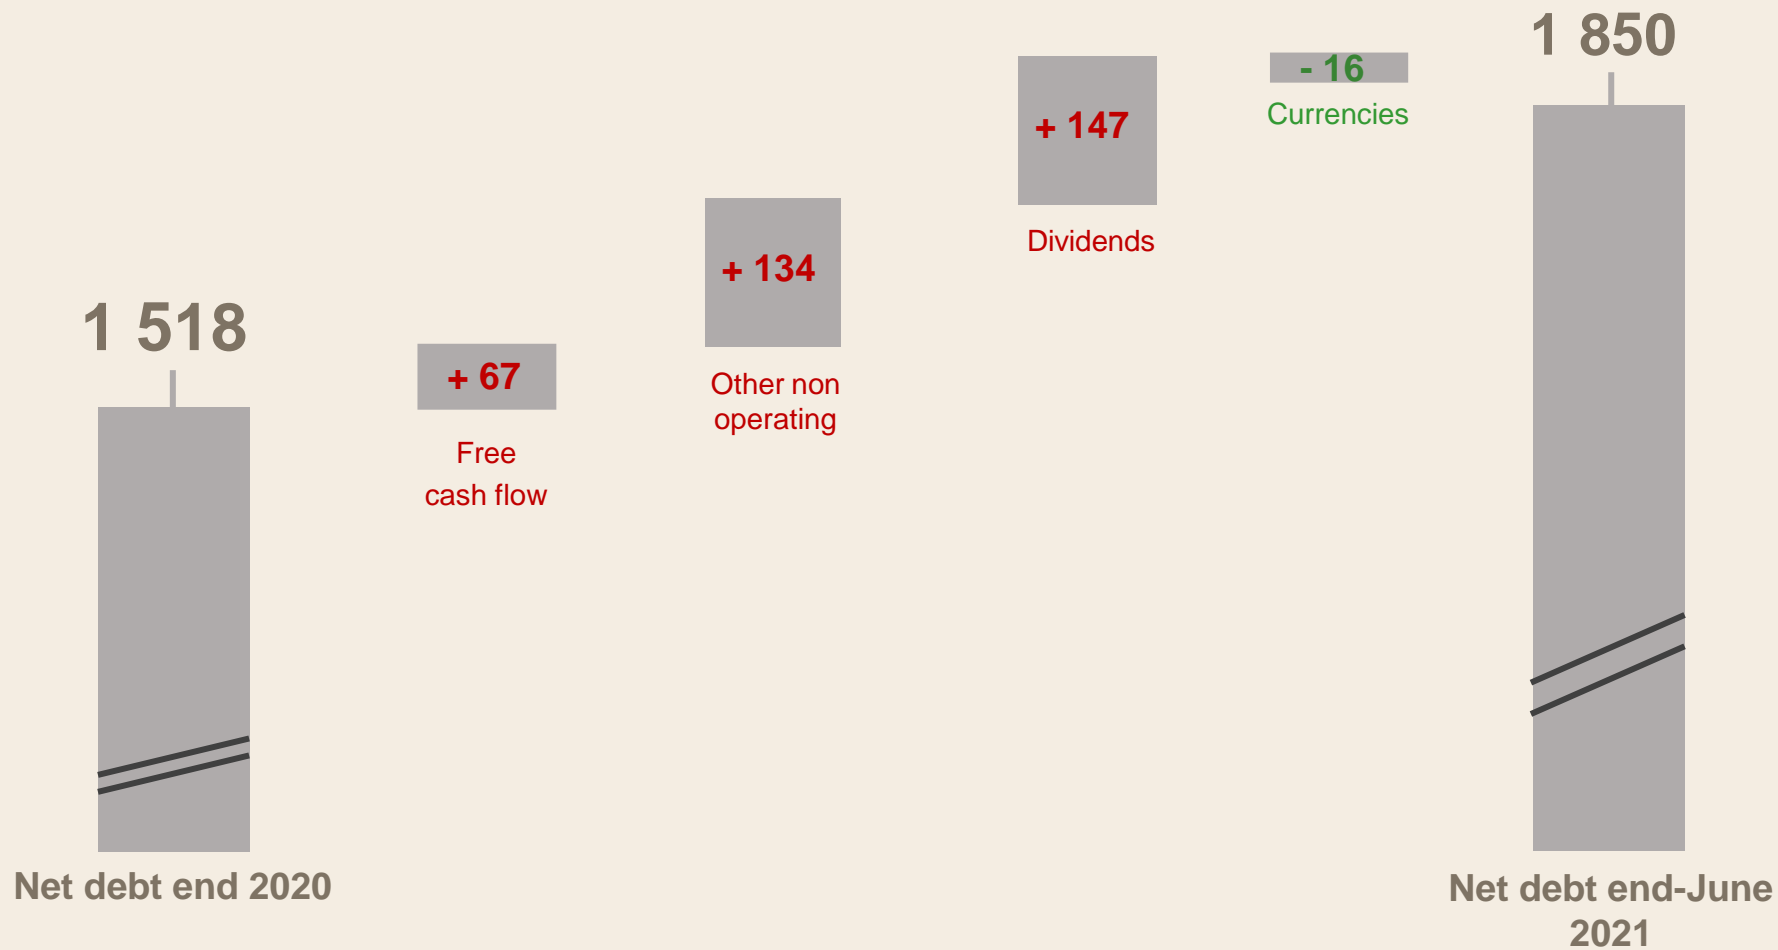 1 518
Net debt end 2020
+ 67
Free
cash flow
+ 134
Other non
operating
+ 147
Dividends
- 16
Currencies
1 850
Net debt end-June
2021